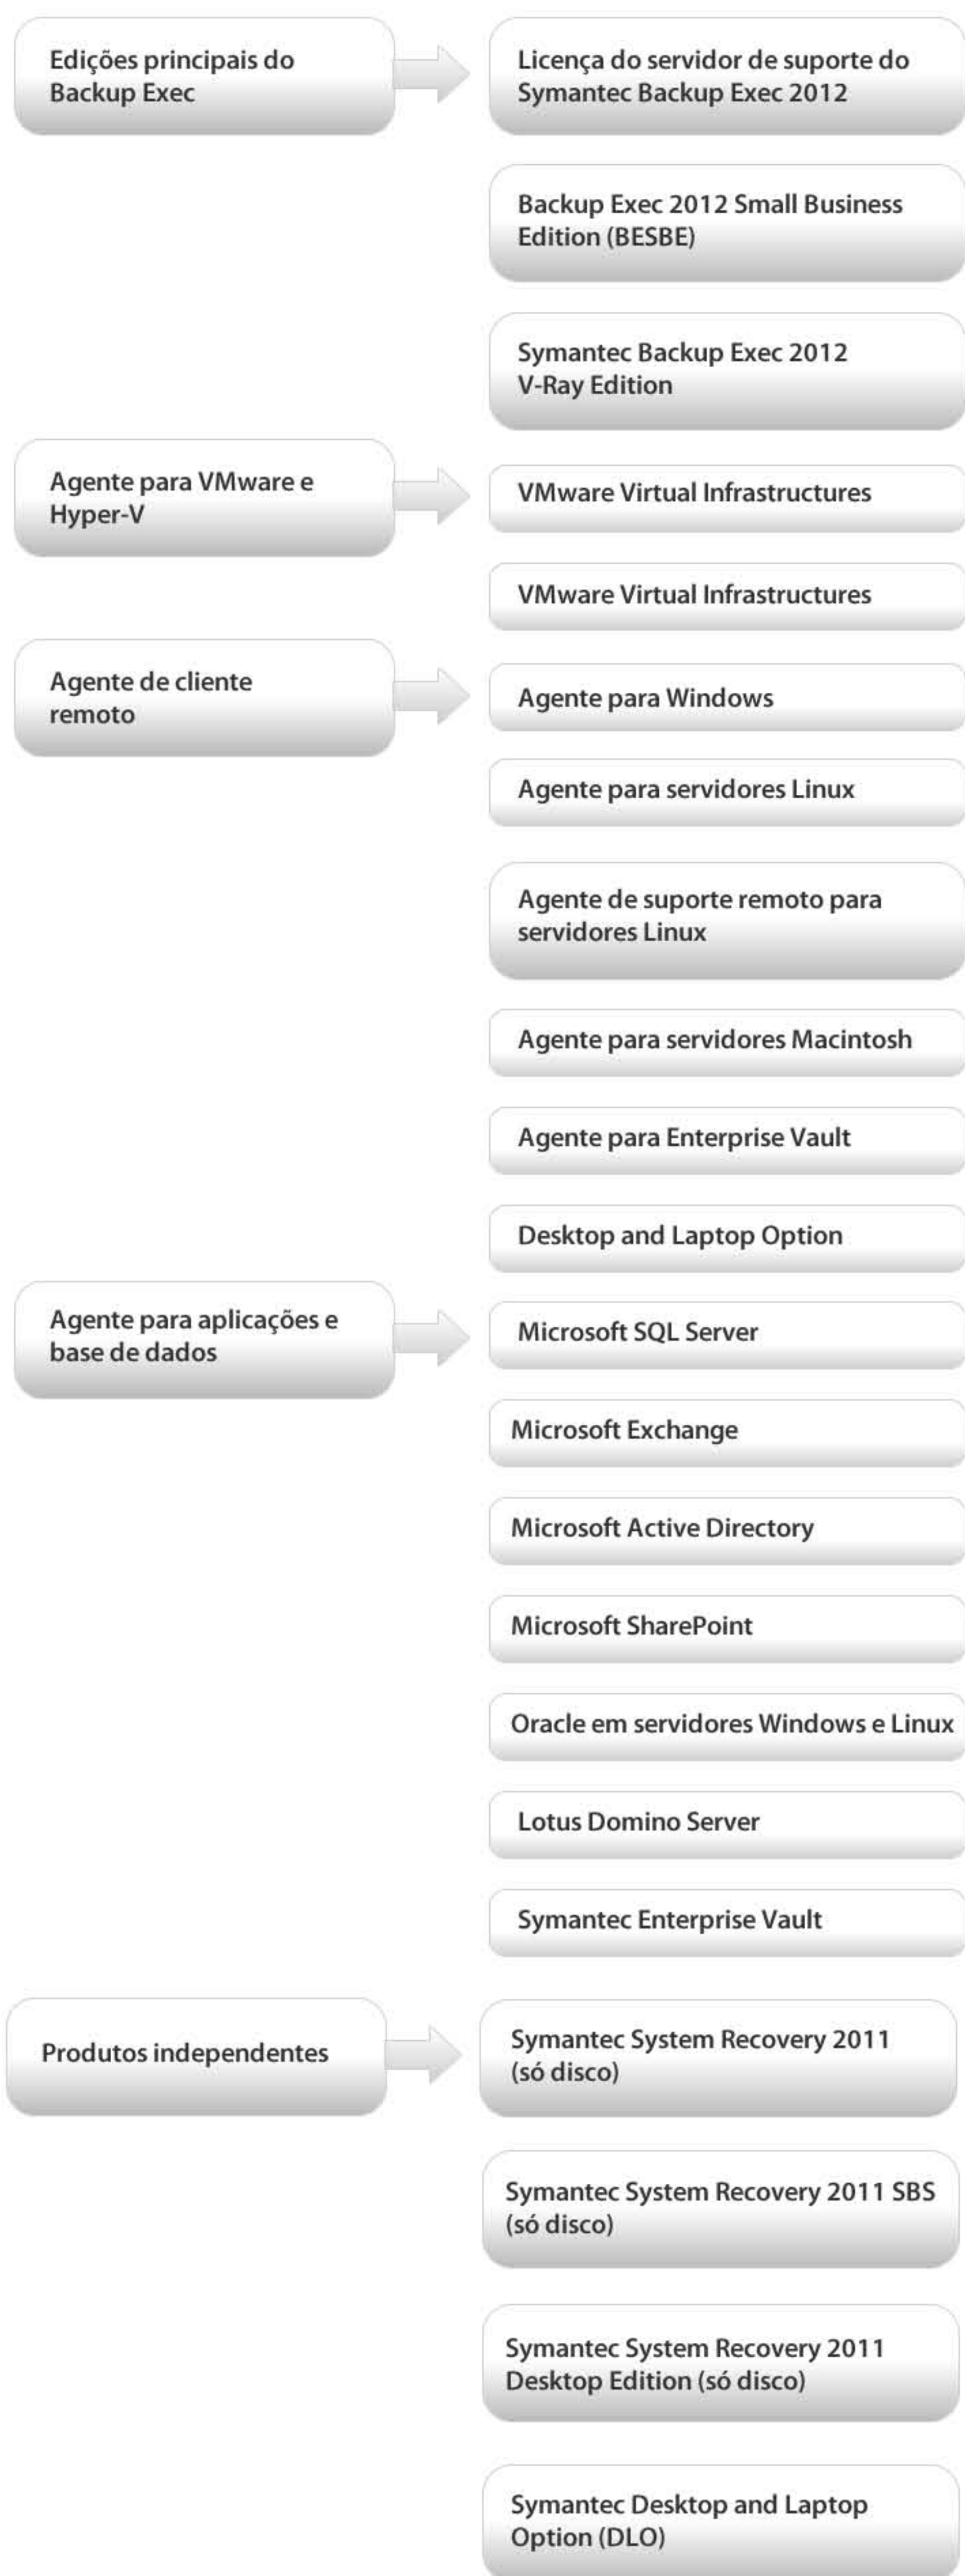 Edições principais do
Backup Exec
Licença do servidor de suporte do
Symantec Backup Exec 2012
Backup Exec 2012 Small Business
Edition (BESBE)
Symantec Backup Exec 2012
V-Ray Edition
Agente para VMware e
Hyper-V
VMware Virtual Infrastructures
VMware Virtual Infrastructures
Agente de cliente
remoto
Agente para Windows
Agente para servidores Linux
Agente de suporte remoto para
servidores Linux
Agente para servidores Macintosh
Agente para Enterprise Vault
Desktop and Laptop Option
Agente para aplicações e
base de dados
Microsoft SQL Server
Microsoft Exchange
Microsoft Active Directory
Microsoft SharePoint
Oracle em servidores Windows e Linux
Lotus Domino Server
Symantec Enterprise Vault
Produtos independentes
Symantec System Recovery 2011
(só disco)
Symantec System Recovery 2011 SBS
(só disco)
Symantec System Recovery 2011
Desktop Edition (só disco)
Symantec Desktop and Laptop
Option (DLO)